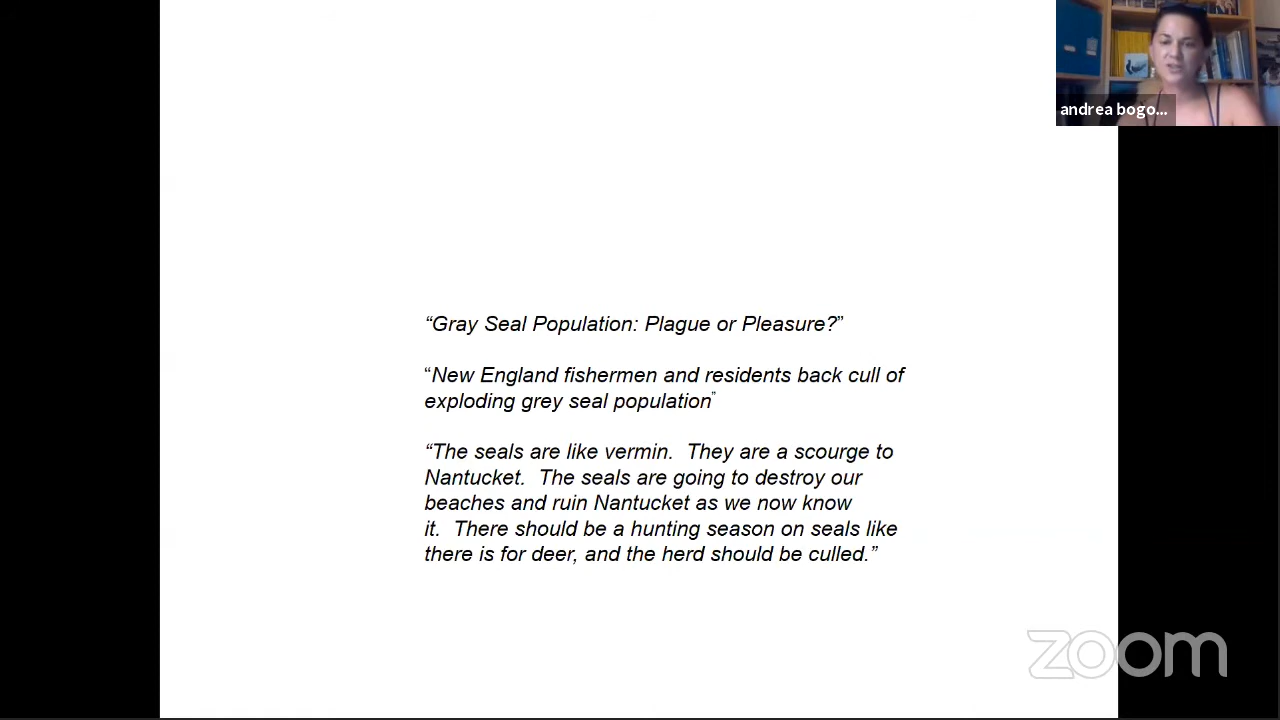 andrea bogo...
“Gray Seal Population: Plague or Pleasure?”
“New England fishermen and residents back cull of
exploding grey seal population”
“The seals are like vermin.  They are a scourge to
Nantucket.  The seals are going to destroy our
beaches and ruin Nantucket as we now know
it.  There should be a hunting season on seals like
there is for deer, and the herd should be culled.”
zoom